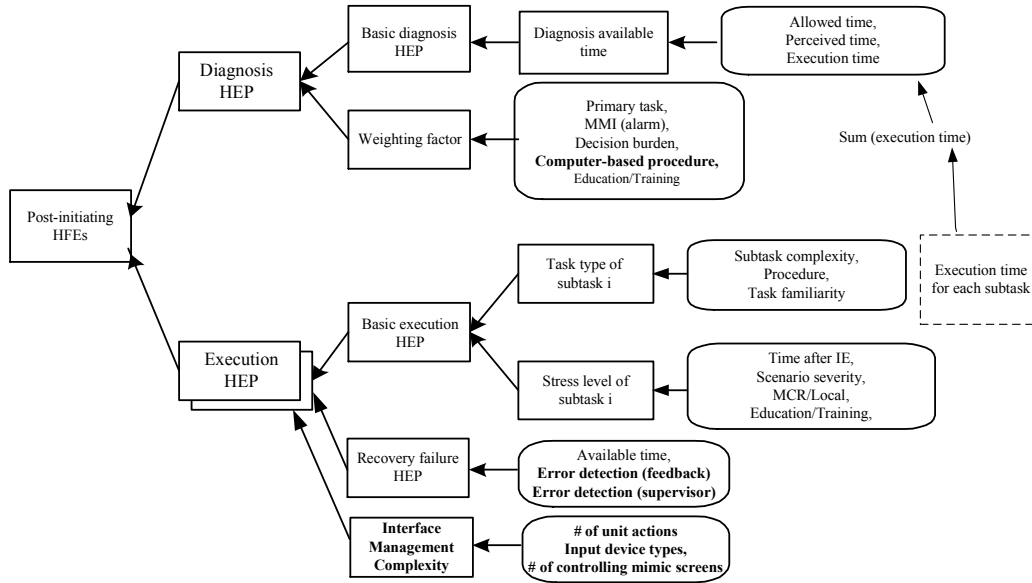 Basic diagnosis
HEP
Diagnosis available
time
Allowed time,
Perceived time,
Execution time
Diagnosis
HEP
Weighting factor
Primary task,
MMI (alarm),
Decision burden,
Computer-based procedure,
Education/Training
Sum (execution time)
Post-initiating
HFEs
Execution time
for each subtask
Task type of
subtask i
Subtask complexity,
Procedure,
Task familiarity
Basic execution
HEP
Execution
HEP
Stress level of
subtask i
Time after IE,
Scenario severity,
MCR/Local,
Education/Training,
Recovery failure
HEP
Available time,
Error detection (feedback)
Error detection (supervisor)
Interface
Management
Complexity
# of unit actions
Input device types,
# of controlling mimic screens